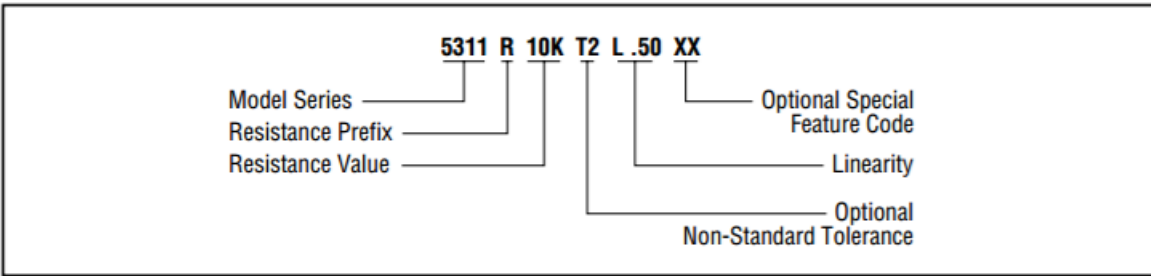 5311 R 10K T2 L .50 XX
Model Series
Resistance Prefix
Resistance Value
Optional Special
Feature Code
Linearity
Optional
Non-Standard Tolerance